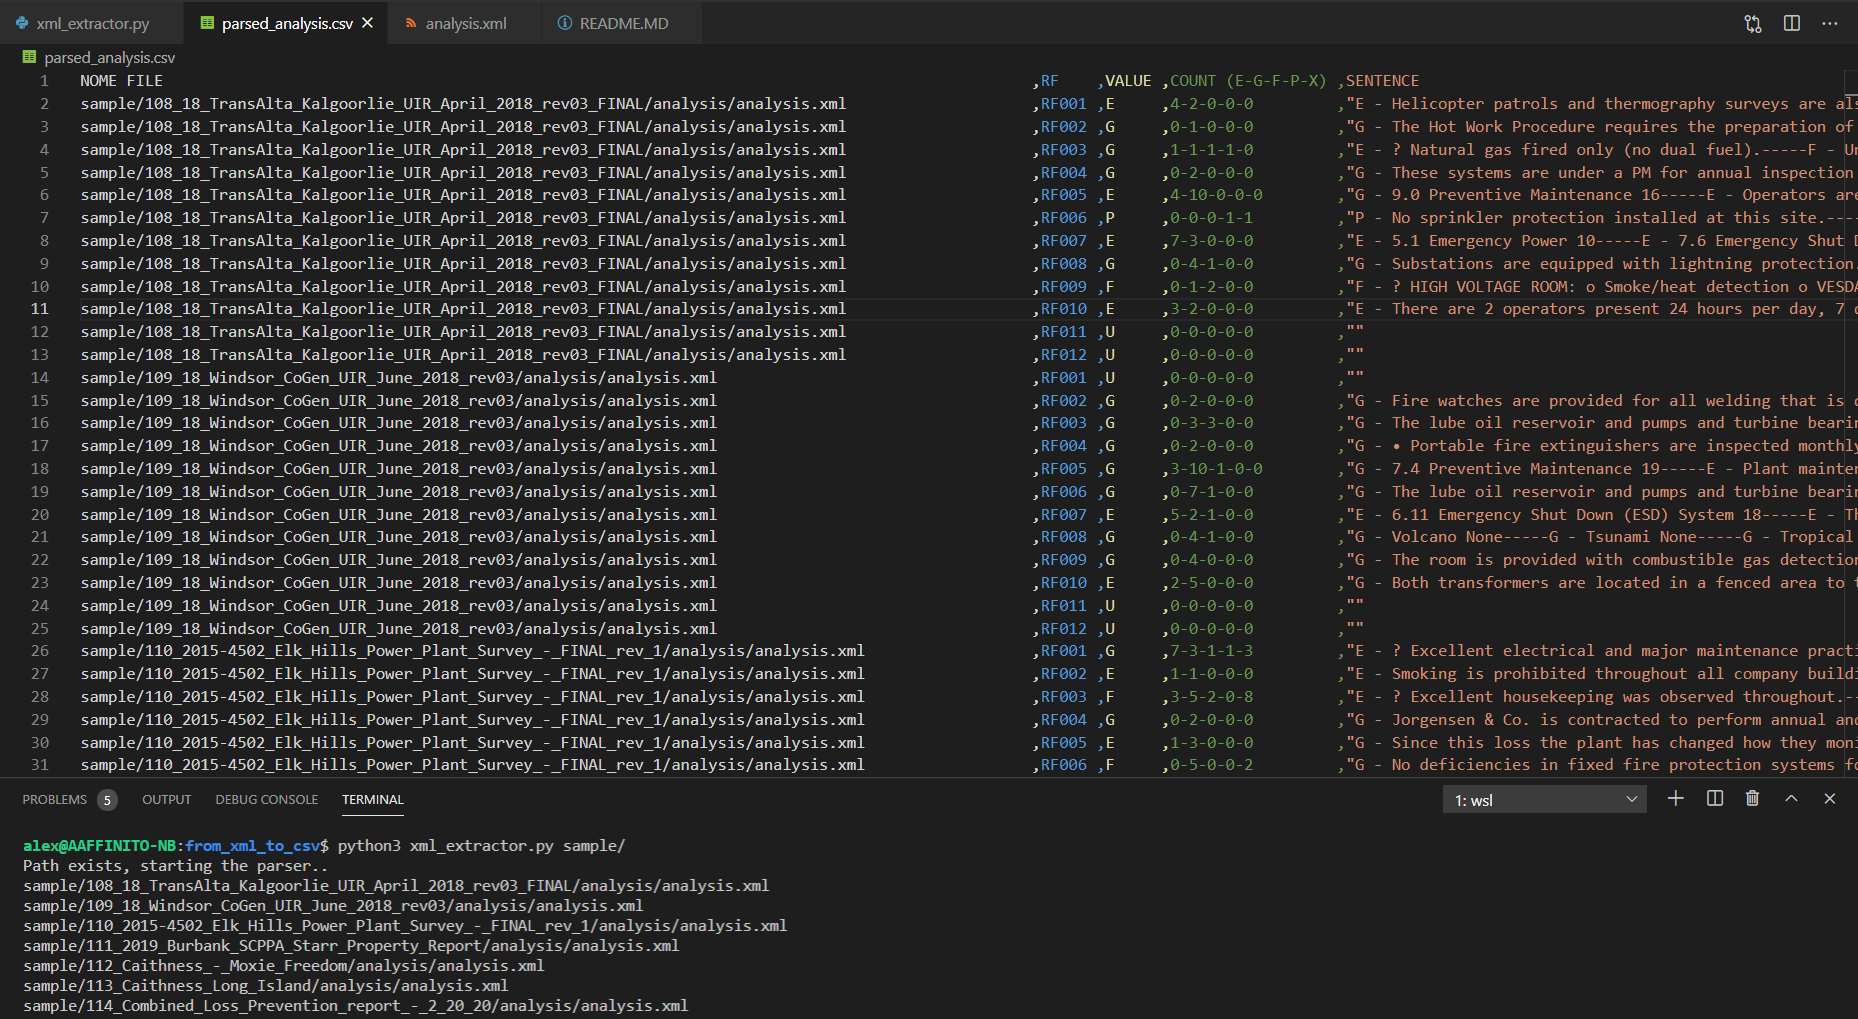 xml_extractor.py parsed_analysis.csv analysis.xml README.MD
parsed_analysis.csv
1 NOME FILE ,RF ,VALUE ,COUNT (E-G-F-P-X) ,SENTENCE
2 sample/108_18_TransAlta_Kalgoorlie_UIR_April_2018_rev03_FINAL/analysis/analysis.xml ,RF001 ,E ,4-2-0-0-0 ,"E - Helicopter patrols and thermography surveys are als
3 sample/108_18_TransAlta_Kalgoorlie_UIR_April_2018_rev03_FINAL/analysis/analysis.xml ,RF002 ,G ,0-1-0-0-0 ,"G - The Hot Work Procedure requires the preparation of
4 sample/108_18_TransAlta_Kalgoorlie_UIR_April_2018_rev03_FINAL/analysis/analysis.xml ,RF003 ,G ,1-1-1-1-0 ,"E - ? Natural gas fired only (no dual fuel).-----F - Un
5 sample/108_18_TransAlta_Kalgoorlie_UIR_April_2018_rev03_FINAL/analysis/analysis.xml ,RF004 ,G ,0-2-0-0-0 ,"G - These systems are under a PM for annual inspection
6 sample/108_18_TransAlta_Kalgoorlie_UIR_April_2018_rev03_FINAL/analysis/analysis.xml ,RF005 ,E ,4-10-0-0-0 ,"G - 9.0 Preventive Maintenance 16-----E - Operators are
7 sample/108_18_TransAlta_Kalgoorlie_UIR_April_2018_rev03_FINAL/analysis/analysis.xml ,RF006 ,P ,0-0-0-1-1 ,"P - No sprinkler protection installed at this site.----
8 sample/108_18_TransAlta_Kalgoorlie_UIR_April_2018_rev03_FINAL/analysis/analysis.xml ,RF007 ,E ,7-3-0-0-0 ,"E - 5.1 Emergency Power 10-----E - 7.6 Emergency Shut D
9 sample/108_18_TransAlta_Kalgoorlie_UIR_April_2018_rev03_FINAL/analysis/analysis.xml ,RF008 ,G ,0-4-1-0-0 ,"G - Substations are equipped with lightning protection.
10 sample/108_18_TransAlta_Kalgoorlie_UIR_April_2018_rev03_FINAL/analysis/analysis.xml ,RF009 ,F ,0-1-2-0-0 ,"F - ? HIGH VOLTAGE ROOM: o Smoke/heat detection o VESDA
11 sample/108_18_TransAlta_Kalgoorlie_UIR_April_2018_rev03_FINAL/analysis/analysis.xml ,RF010 ,E ,3-2-0-0-0 ,"E - There are 2 operators present 24 hours per day, 7 d
12 sample/108_18_TransAlta_Kalgoorlie_UIR_April_2018_rev03_FINAL/analysis/analysis.xml ,RF011 ,U ,0-0-0-0-0 ,""
13 sample/108_18_TransAlta_Kalgoorlie_UIR_April_2018_rev03_FINAL/analysis/analysis.xml ,RF012 ,U ,0-0-0-0-0 ,""
14 sample/109_18_Windsor_CoGen_UIR_June_2018_rev03/analysis/analysis.xml ,RF001 ,U ,0-0-0-0-0 ,""
15 sample/109_18_Windsor_CoGen_UIR_June_2018_rev03/analysis/analysis.xml ,RF002 ,G ,0-2-0-0-0 ,"G - Fire watches are provided for all welding that is
16 sample/109_18_Windsor_CoGen_UIR_June_2018_rev03/analysis/analysis.xml ,RF003 ,G ,0-3-3-0-0 ,"G - The lube oil reservoir and pumps and turbine bearin
17 sample/109_18_Windsor_CoGen_UIR_June_2018_rev03/analysis/analysis.xml ,RF004 ,G ,0-2-0-0-0 ,"G - • Portable fire extinguishers are inspected monthly
18 sample/109_18_Windsor_CoGen_UIR_June_2018_rev03/analysis/analysis.xml ,RF005 ,G ,3-10-1-0-0 ,"G - 7.4 Preventive Maintenance 19-----E - Plant mainten
19 sample/109_18_Windsor_CoGen_UIR_June_2018_rev03/analysis/analysis.xml ,RF006 ,G ,0-7-1-0-0 ,"G - The lube oil reservoir and pumps and turbine bearin
20 sample/109_18_Windsor_CoGen_UIR_June_2018_rev03/analysis/analysis.xml ,RF007 ,E ,5-2-1-0-0 ,"E - 6.11 Emergency Shut Down (ESD) System 18-----E - Th
21 sample/109_18_Windsor_CoGen_UIR_June_2018_rev03/analysis/analysis.xml ,RF008 ,G ,0-4-1-0-0 ,"G - Volcano None-----G - Tsunami None-----G - Tropical
22 sample/109_18_Windsor_CoGen_UIR_June_2018_rev03/analysis/analysis.xml ,RF009 ,G ,0-4-0-0-0 ,"G - The room is provided with combustible gas detection
23 sample/109_18_Windsor_CoGen_UIR_June_2018_rev03/analysis/analysis.xml ,RF010 ,E ,2-5-0-0-0 ,"G - Both transformers are located in a fenced area to t
24 sample/109_18_Windsor_CoGen_UIR_June_2018_rev03/analysis/analysis.xml ,RF011 ,U ,0-0-0-0-0 ,""
25 sample/109_18_Windsor_CoGen_UIR_June_2018_rev03/analysis/analysis.xml ,RF012 ,U ,0-0-0-0-0 ,""
26 sample/110_2015-4502_Elk_Hills_Power_Plant_Survey_-_FINAL_rev_1/analysis/analysis.xml ,RF001 ,G ,7-3-1-1-3 ,"E - ? Excellent electrical and major maintenance practi
27 sample/110_2015-4502_Elk_Hills_Power_Plant_Survey_-_FINAL_rev_1/analysis/analysis.xml ,RF002 ,E ,1-1-0-0-0 ,"E - Smoking is prohibited throughout all company buildi
28 sample/110_2015-4502_Elk_Hills_Power_Plant_Survey_-_FINAL_rev_1/analysis/analysis.xml ,RF003 ,F ,3-5-2-0-8 ,"E - ? Excellent housekeeping was observed throughout.--
29 sample/110_2015-4502_Elk_Hills_Power_Plant_Survey_-_FINAL_rev_1/analysis/analysis.xml ,RF004 ,G ,0-2-0-0-0 ,"G - Jorgensen & Co. is contracted to perform annual and
30 sample/110_2015-4502_Elk_Hills_Power_Plant_Survey_-_FINAL_rev_1/analysis/analysis.xml ,RF005 ,E ,1-3-0-0-0 ,"G - Since this loss the plant has changed how they moni
31 sample/110_2015-4502_Elk_Hills_Power_Plant_Survey_-_FINAL_rev_1/analysis/analysis.xml ,RF006 ,F ,0-5-0-0-2 ,"G - No deficiencies in fixed fire protection systems fo
PROBLEMS 5 OUTPUT DEBUG CONSOLE TERMINAL 1: wsl
alex@AAFFINITO-NB:from_xml_to_csv$ python3 xml_extractor.py sample/
Path exists, starting the parser..
sample/108_18_TransAlta_Kalgoorlie_UIR_April_2018_rev03_FINAL/analysis/analysis.xml
sample/109_18_Windsor_CoGen_UIR_June_2018_rev03/analysis/analysis.xml
sample/110_2015-4502_Elk_Hills_Power_Plant_Survey_-_FINAL_rev_1/analysis/analysis.xml
sample/111_2019_Burbank_SCPPA_Starr_Property_Report/analysis/analysis.xml
sample/112_Caithness_-_Moxie_Freedom/analysis/analysis.xml
sample/113_Caithness_Long_Island/analysis/analysis.xml
sample/114_Combined_Loss_Prevention_report_-_2_20_20/analysis/analysis.xml